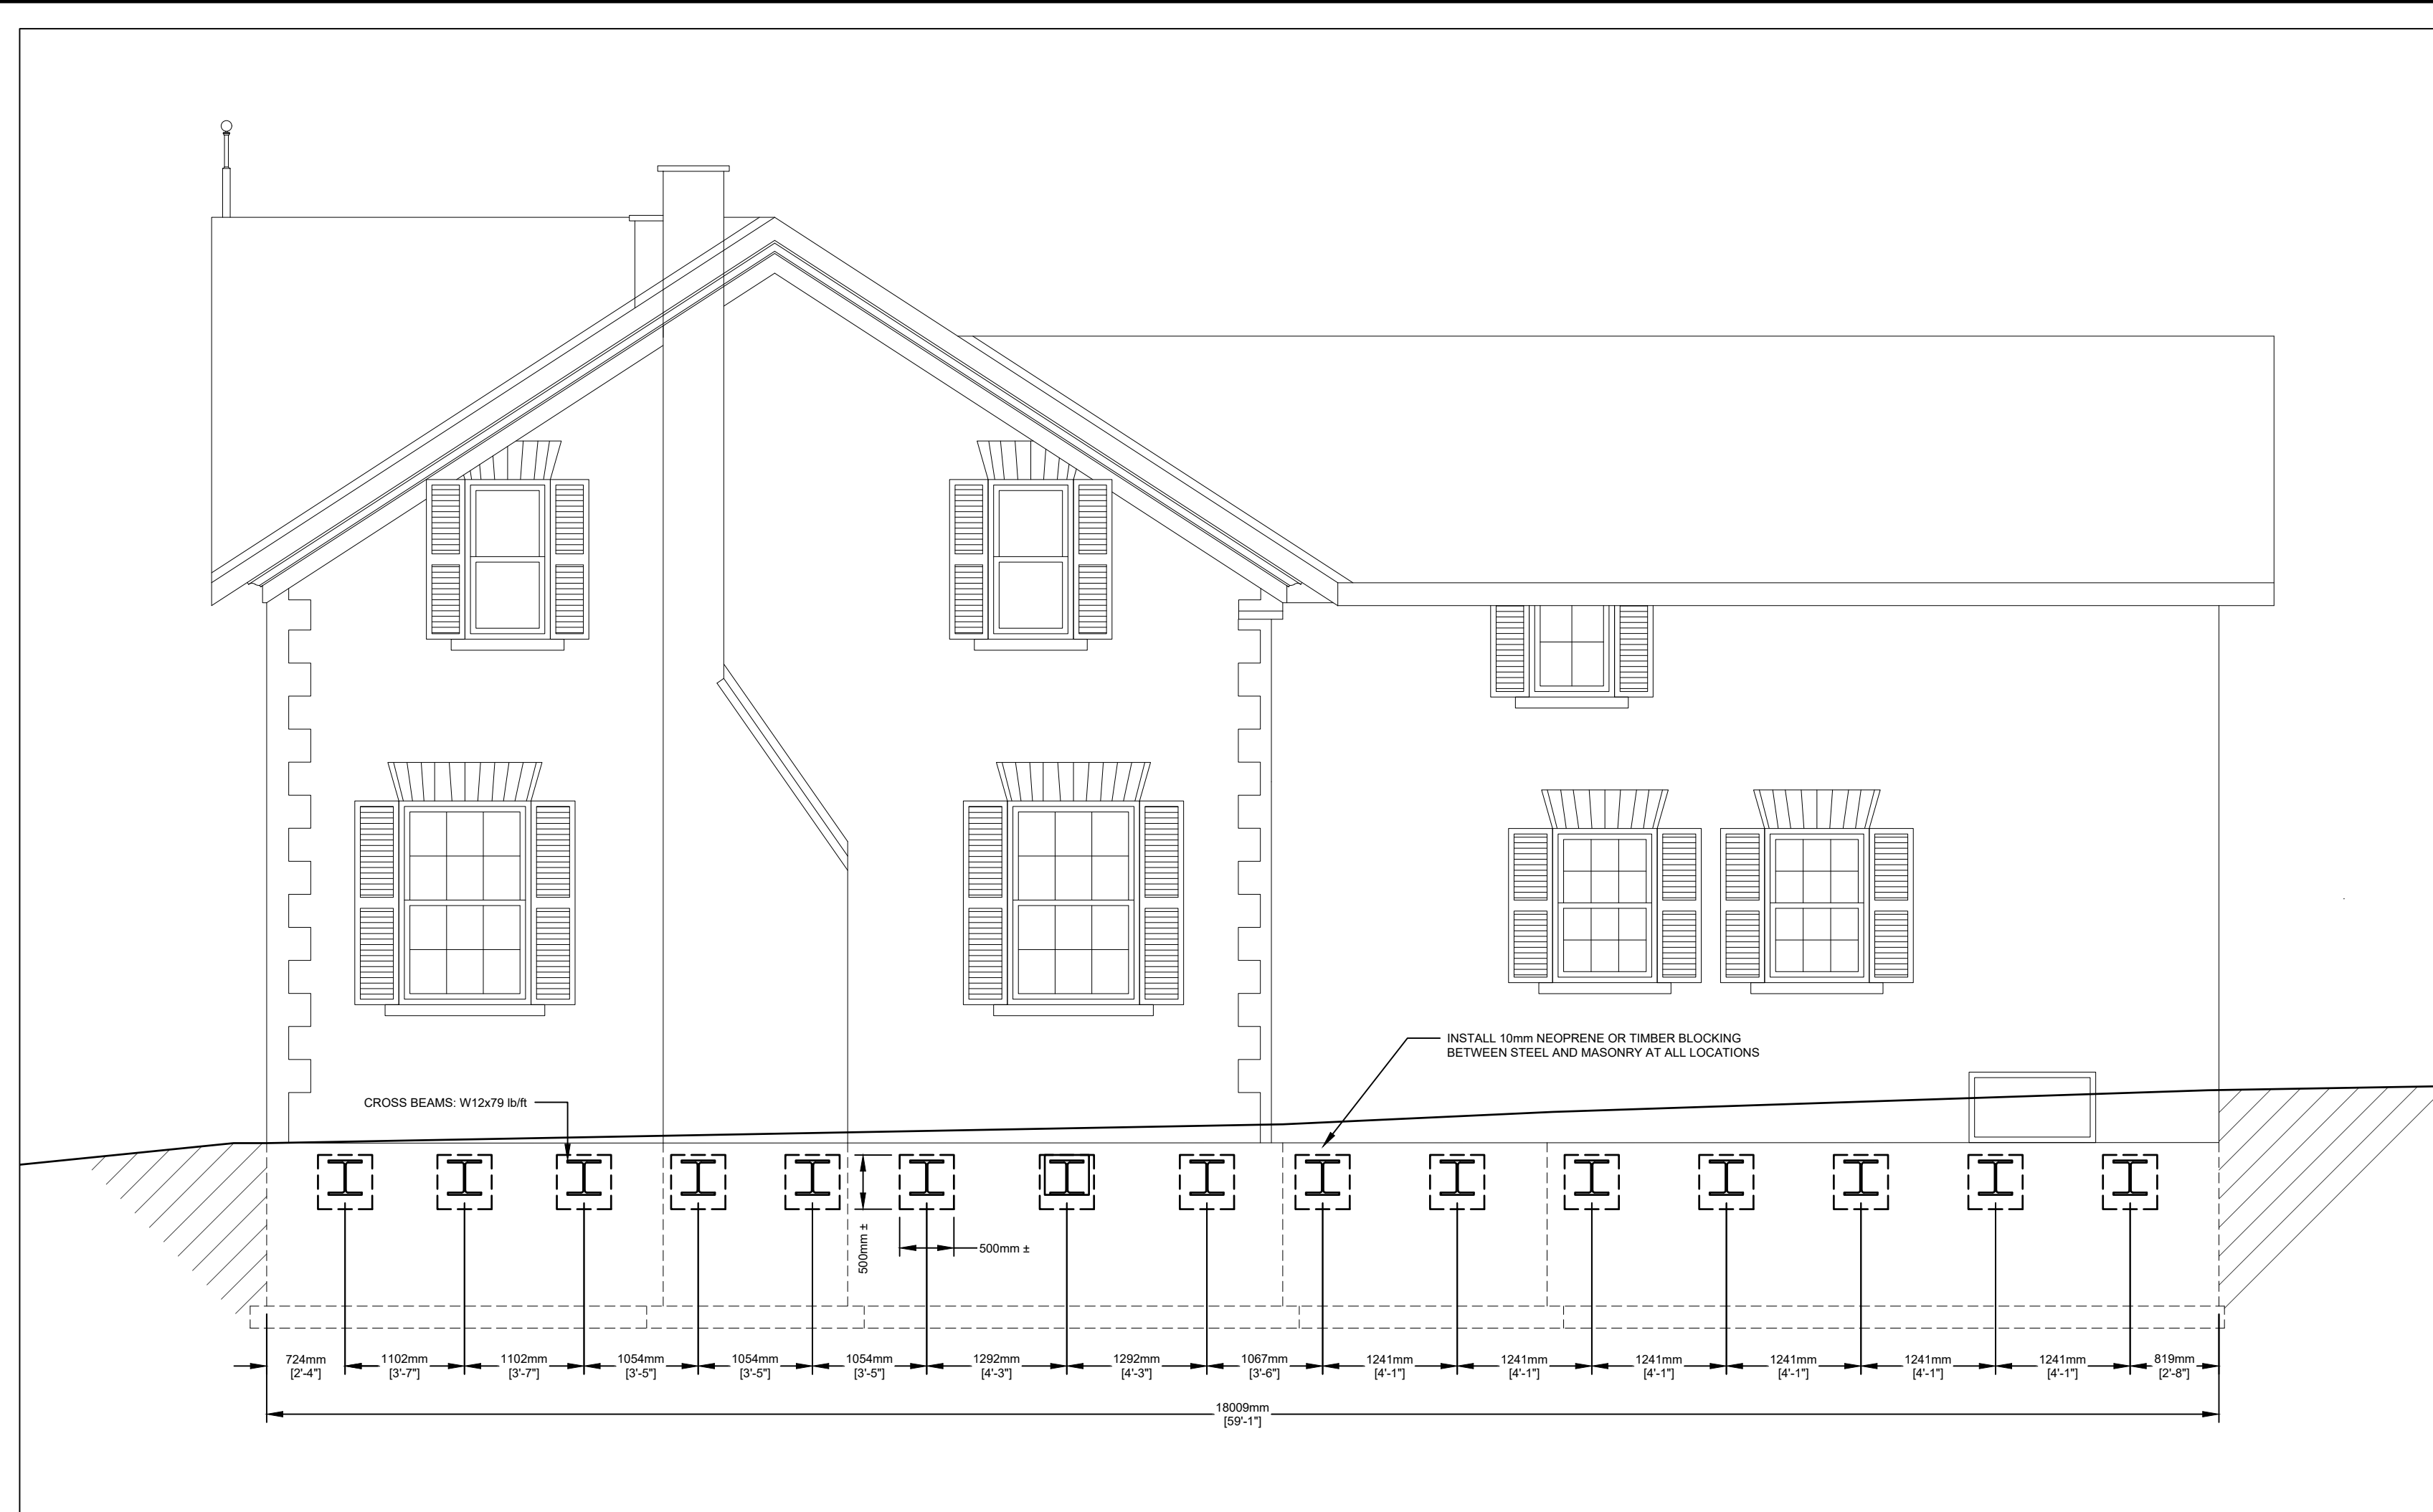 INSTALL 10mm NEOPRENE OR TIMBER BLOCKING
BETWEEN STEEL AND MASONRY AT ALL LOCATIONS
CROSS BEAMS: W12x79 lb/ft
500mm ±
500mm ±
724mm
[2'-4"]
1102mm
[3'-7"]
1102mm
[3'-7"]
1054mm
[3'-5"]
1054mm
[3'-5"]
1054mm
[3'-5"]
1292mm
[4'-3"]
1292mm
[4'-3"]
1067mm
[3'-6"]
1241mm
[4'-1"]
1241mm
[4'-1"]
1241mm
[4'-1"]
1241mm
[4'-1"]
1241mm
[4'-1"]
1241mm
[4'-1"]
819mm
[2'-8"]
18009mm
[59'-1"]